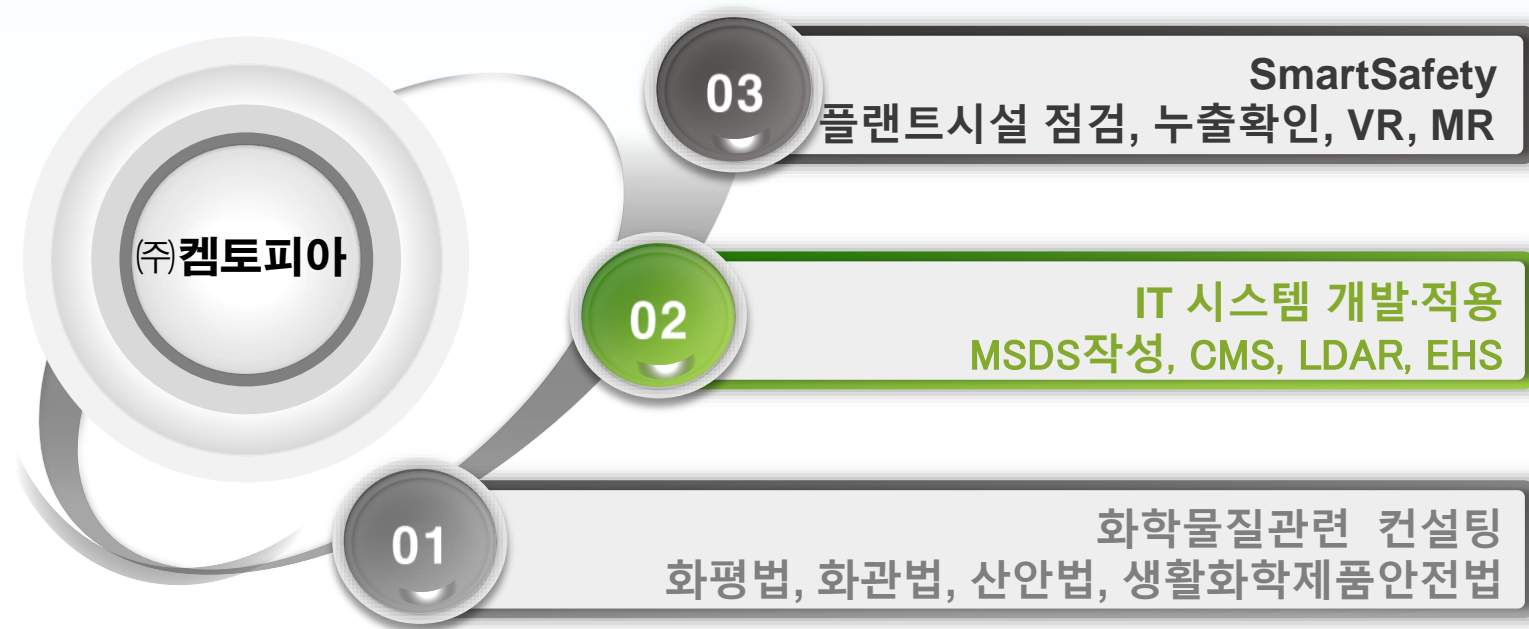 ㈜켐토피아
03
SmartSafety
플랜트시설 점검, 누출확인, VR, MR
02
IT 시스템 개발·적용
MSDS작성, CMS, LDAR, EHS
01
화학물질관련 컨설팅
화평법, 화관법, 산안법, 생활화학제품안전법